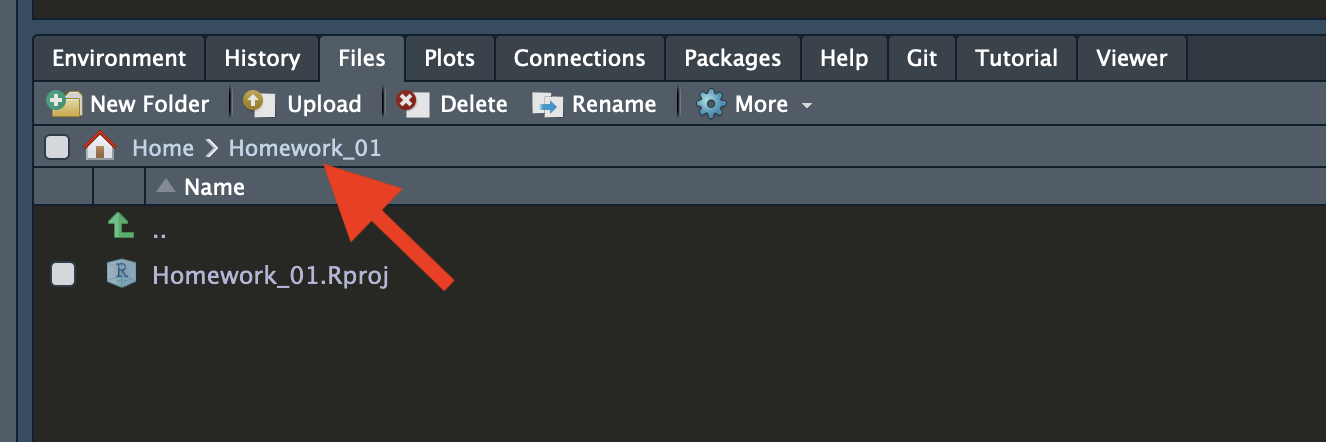 Environment History Files Plots Connections Packages Help Git Tutorial Viewer
New Folder Upload Delete Rename More
Home Homework_01
Name
..
R Homework_01.Rproj